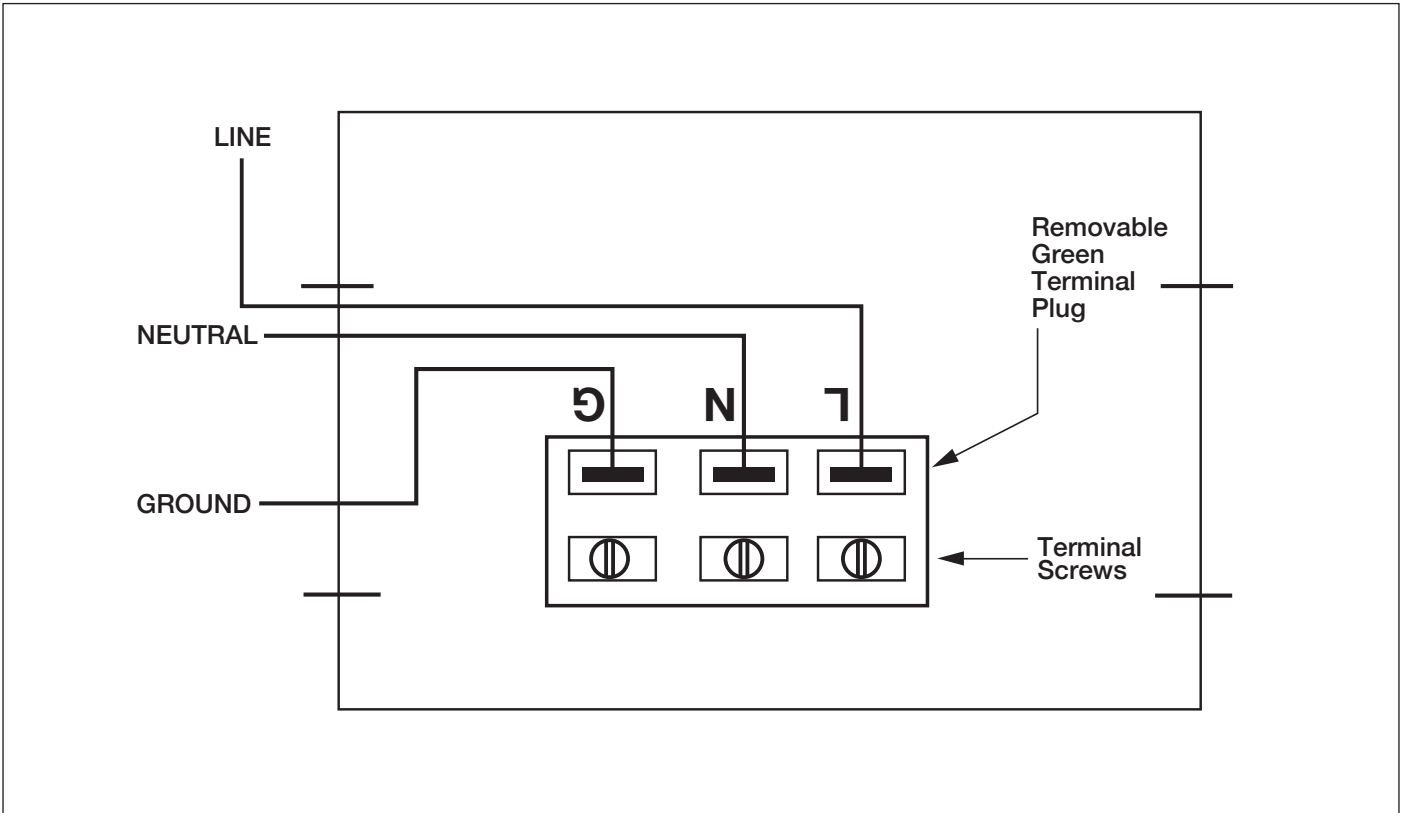 LINE
Removable
Green
Terminal
Plug
NEUTRAL
G N L
GROUND
Terminal
Screws